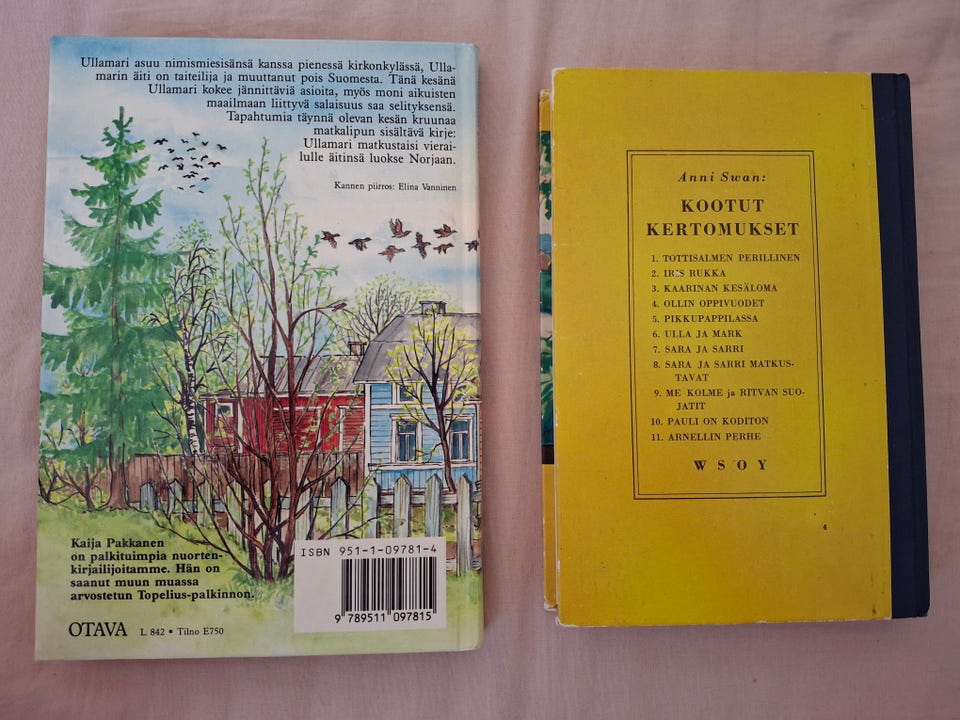 Ullamari asuu nimismiesisänsä kanssa pienessä kirkonkylässä, Ulla-
marin äiti on taiteilija ja muuttanut pois Suomesta. Tänä kesänä
Ullamari kokee jännittäviä asioita, myös moni aikuisten
maailmaan liittyvä salaisuus saa selityksensä.
Tapahtumia täynnä olevan kesän kruunaa
matkalipun sisältävä kirje:
Ullamari matkustaisi vierai-
lulle äitinsä luokse Norjaan.
Kannen piirros: Elina Vanninen
Kaija Pakkanen
on palkituimpia nuorten-
kirjailijoitamme. Hän on
saanut muun muassa
arvostetun Topelius-palkinnon.
OTAVA L 842 • Tilno E750
ISBN 951-1-09781-4
9 789511 097815
Anni Swan:
KOOTUT
KERTOMUKSET
1. TOTTISALMEN PERILLINEN
2. IRIS RUKKA
3. KAARINAN KESÄLOMA
4. OLLIN OPPIVUODET
5. PIKKUPAPPILASSA
6. ULLA JA MARK
7. SARA JA SARRI
8. SARA JA SARRI MATKUS-
TAVAT
9. ME KOLME ja RITVAN SUO-
JATIT
10. PAULI ON KODITON
11. ARNELLIN PERHE
WSOY
4